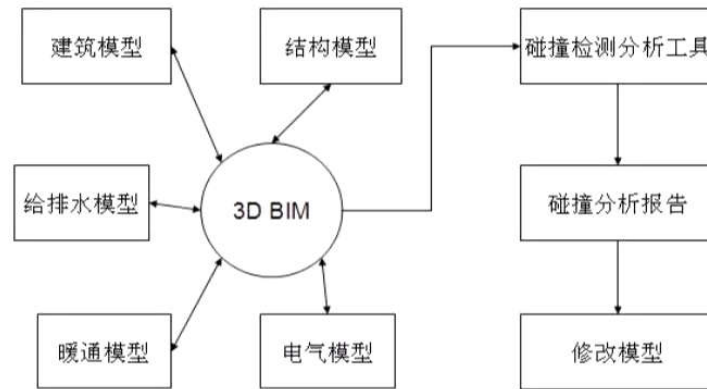 建筑模型
结构模型
碰撞检测分析工具
给排水模型
3D BIM
碰撞分析报告
暖通模型
电气模型
修改模型